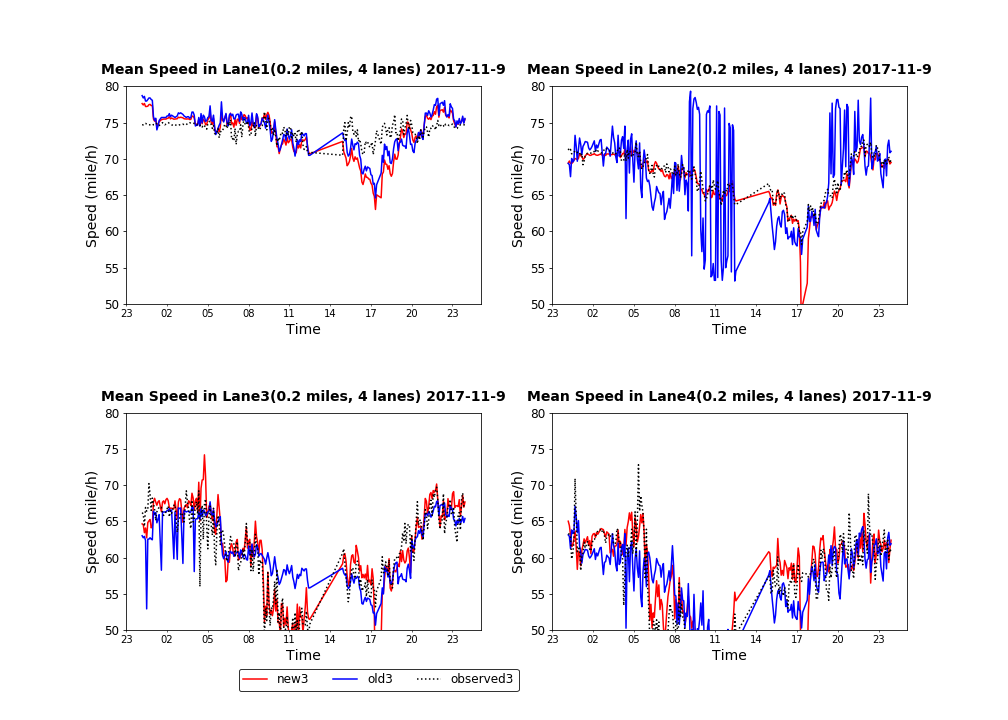 Mean Speed in Lane1(0.2 miles, 4 lanes) 2017-11-9
80
75
70
65
60
55
50
Speed (mile/h)
23 02 05 08 11 14 17 20 23
Time
Mean Speed in Lane2(0.2 miles, 4 lanes) 2017-11-9
80
75
70
65
60
55
50
Speed (mile/h)
23 02 05 08 11 14 17 20 23
Time
Mean Speed in Lane3(0.2 miles, 4 lanes) 2017-11-9
80
75
70
65
60
55
50
Speed (mile/h)
23 02 05 08 11 14 17 20 23
Time
Mean Speed in Lane4(0.2 miles, 4 lanes) 2017-11-9
80
75
70
65
60
55
50
Speed (mile/h)
23 02 05 08 11 14 17 20 23
Time
new3 old3 observed3